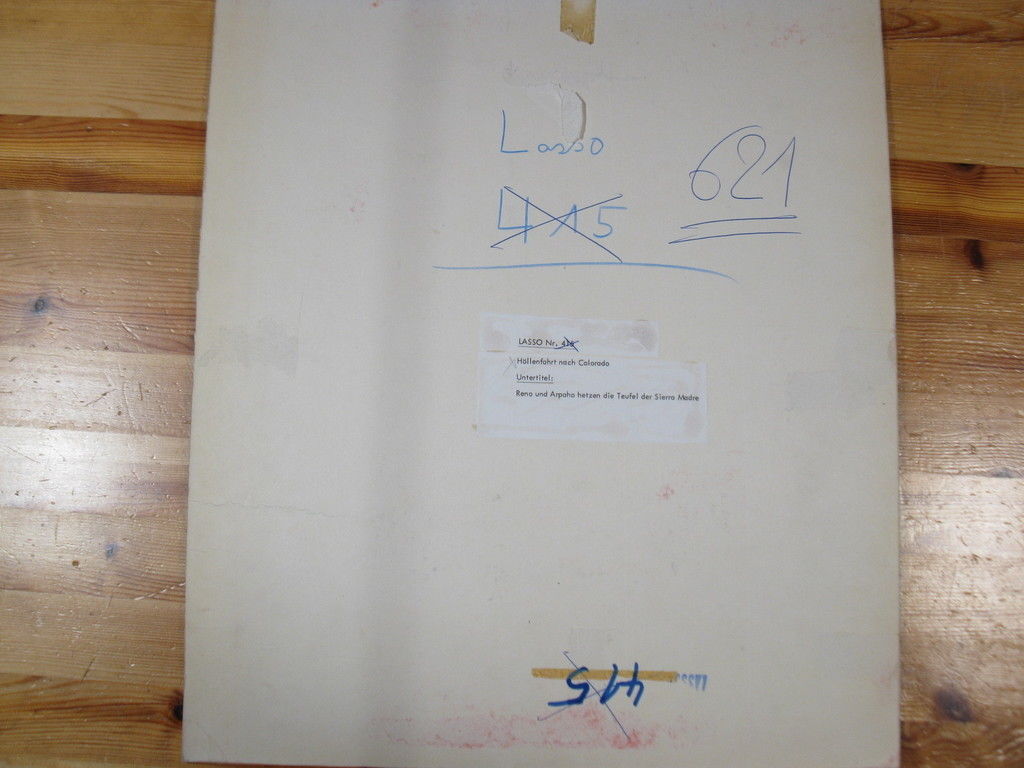 Lasso
621
415
LASSO Nr. 415
Höllenfahrt nach Colorado
Untertitel:
Reno und Arpaho hetzen die Teufel der Sierra Madre
415